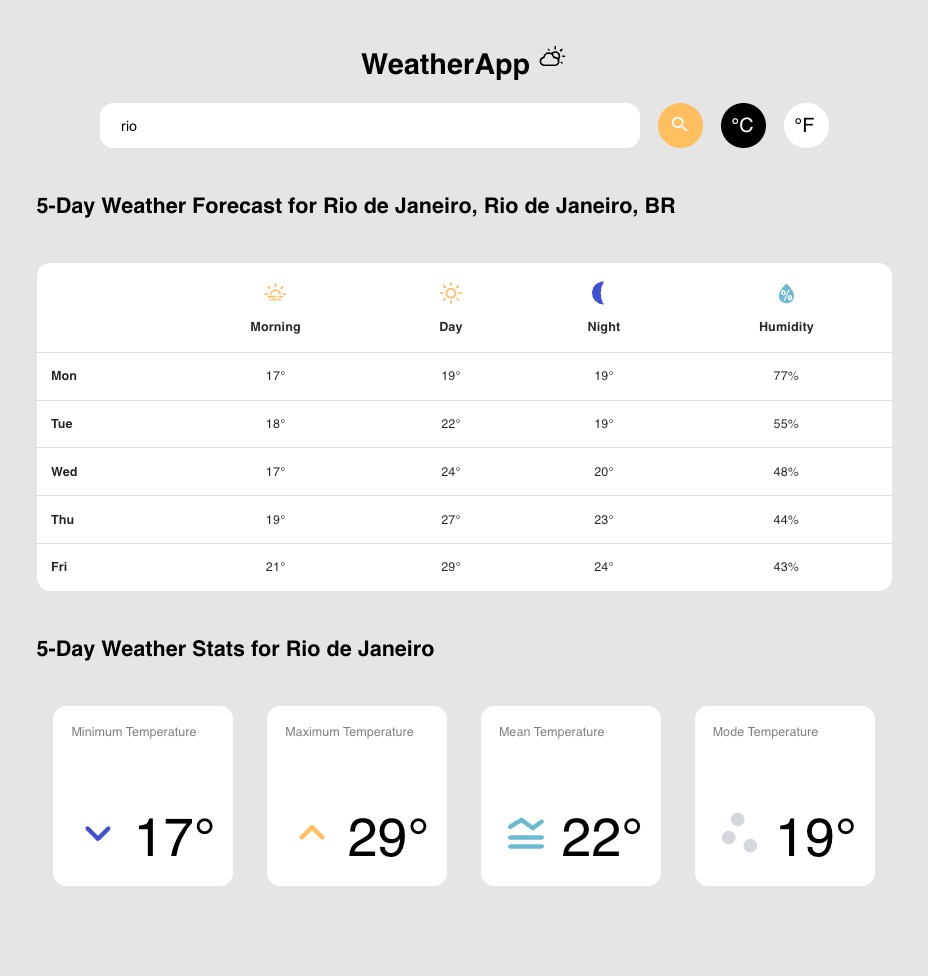 WeatherApp
rio °C °F
5-Day Weather Forecast for Rio de Janeiro, Rio de Janeiro, BR
%
Morning Day Night Humidity
Mon 17° 19° 19° 77%
Tue 18° 22° 19° 55%
Wed 17° 24° 20° 48%
Thu 19° 27° 23° 44%
Fri 21° 29° 24° 43%
5-Day Weather Stats for Rio de Janeiro
Minimum Temperature Maximum Temperature Mean Temperature Mode Temperature
17° 29° 22° 19°